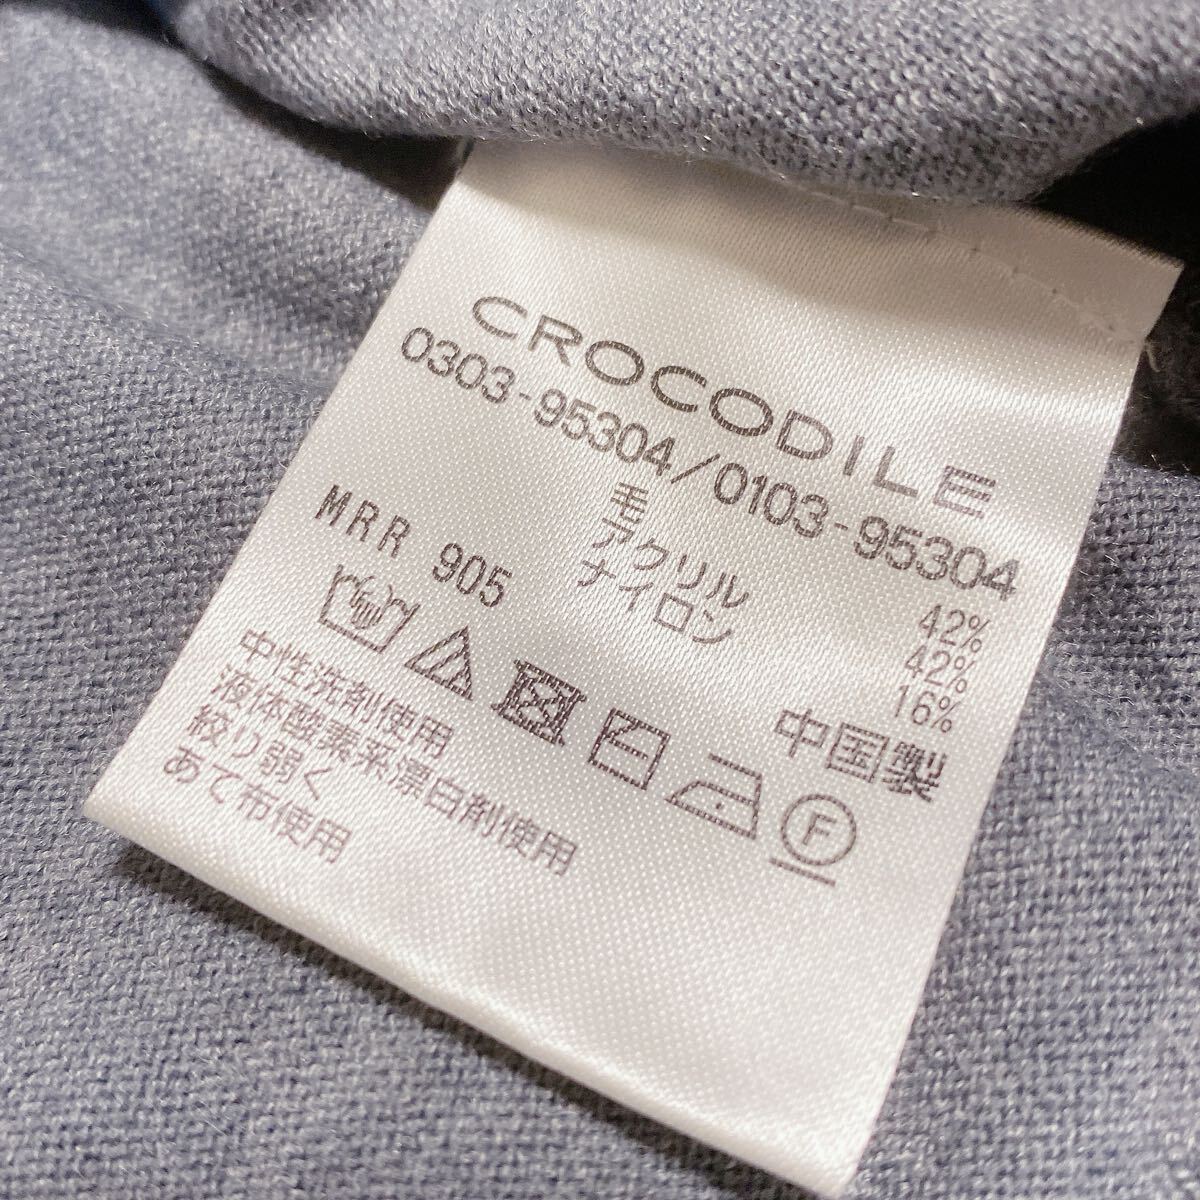 CROCODILE
0303-95304/0103-95304
毛 42%
アクリル 42%
ナイロン 16%
MRR 905
中国製
F
中性洗剤使用
液体酸素系漂白剤使用
絞り弱く
あて布使用